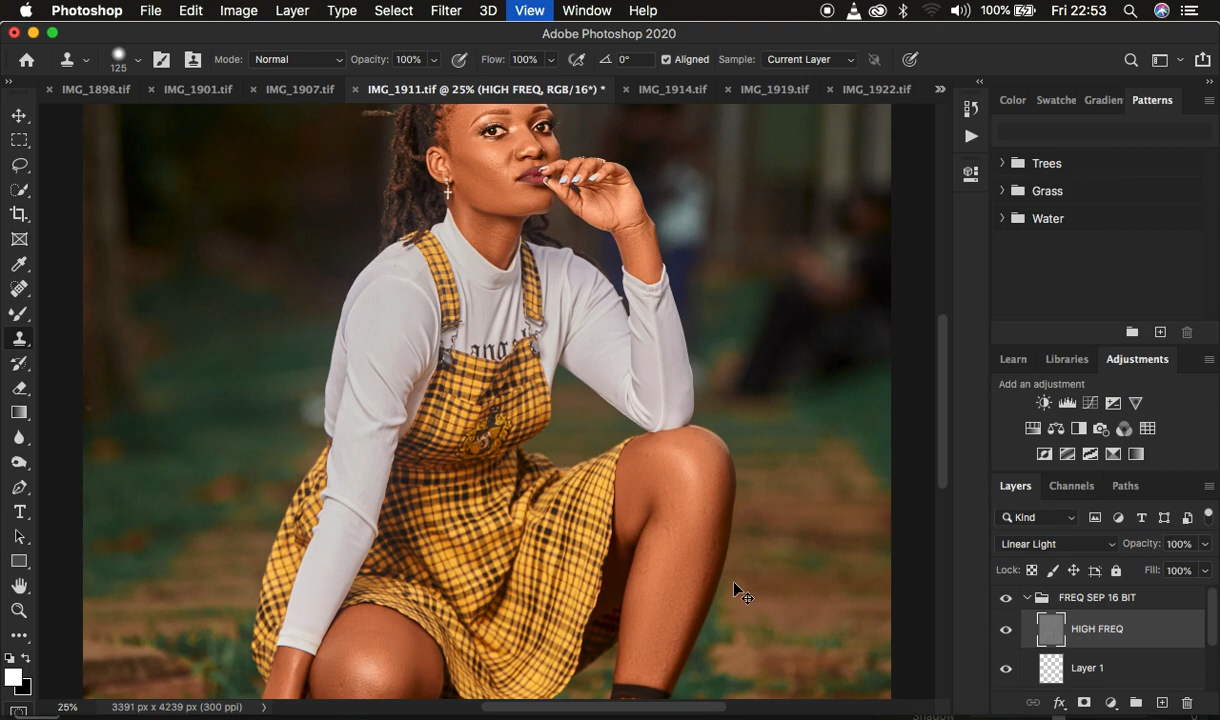 Photoshop File Edit Image Layer Type Select Filter 3D View Window Help 100% Fri 22:53
Adobe Photoshop 2020
125 Mode: Normal Opacity: 100% Flow: 100% 0° Aligned Sample: Current Layer
IMG_1898.tif IMG_1901.tif IMG_1907.tif IMG_1911.tif @ 25% (HIGH FREQ, RGB/16*) * IMG_1914.tif IMG_1919.tif IMG_1922.tif
Color Swatche Gradien Patterns
Trees
Grass
Water
angel
Learn Libraries Adjustments
Add an adjustment
Layers Channels Paths
Kind
Linear Light Opacity: 100%
Lock: Fill: 100%
FREQ SEP 16 BIT
HIGH FREQ
Layer 1
25% 3391 px x 4239 px (300 ppi)